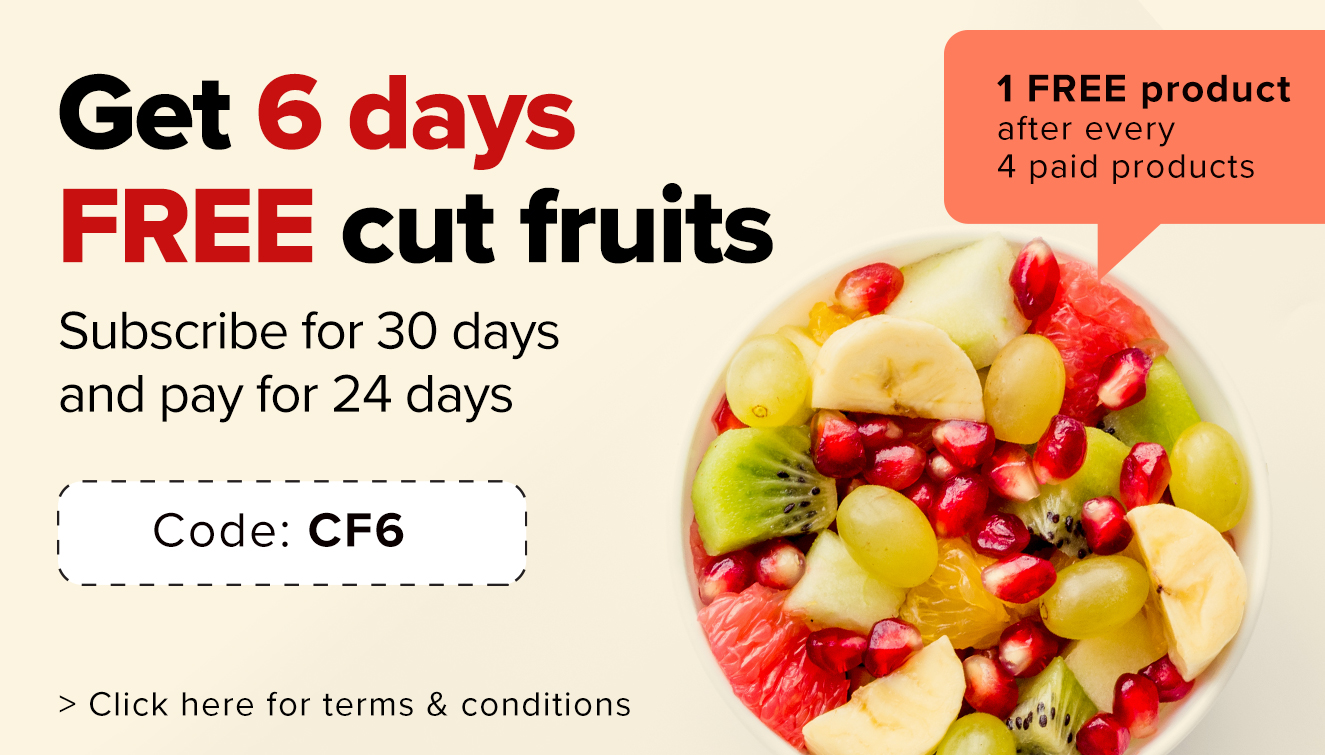 Get 6 days
FREE cut fruits
Subscribe for 30 days
and pay for 24 days
Code: CF6
> Click here for terms & conditions
1 FREE product
after every
4 paid products